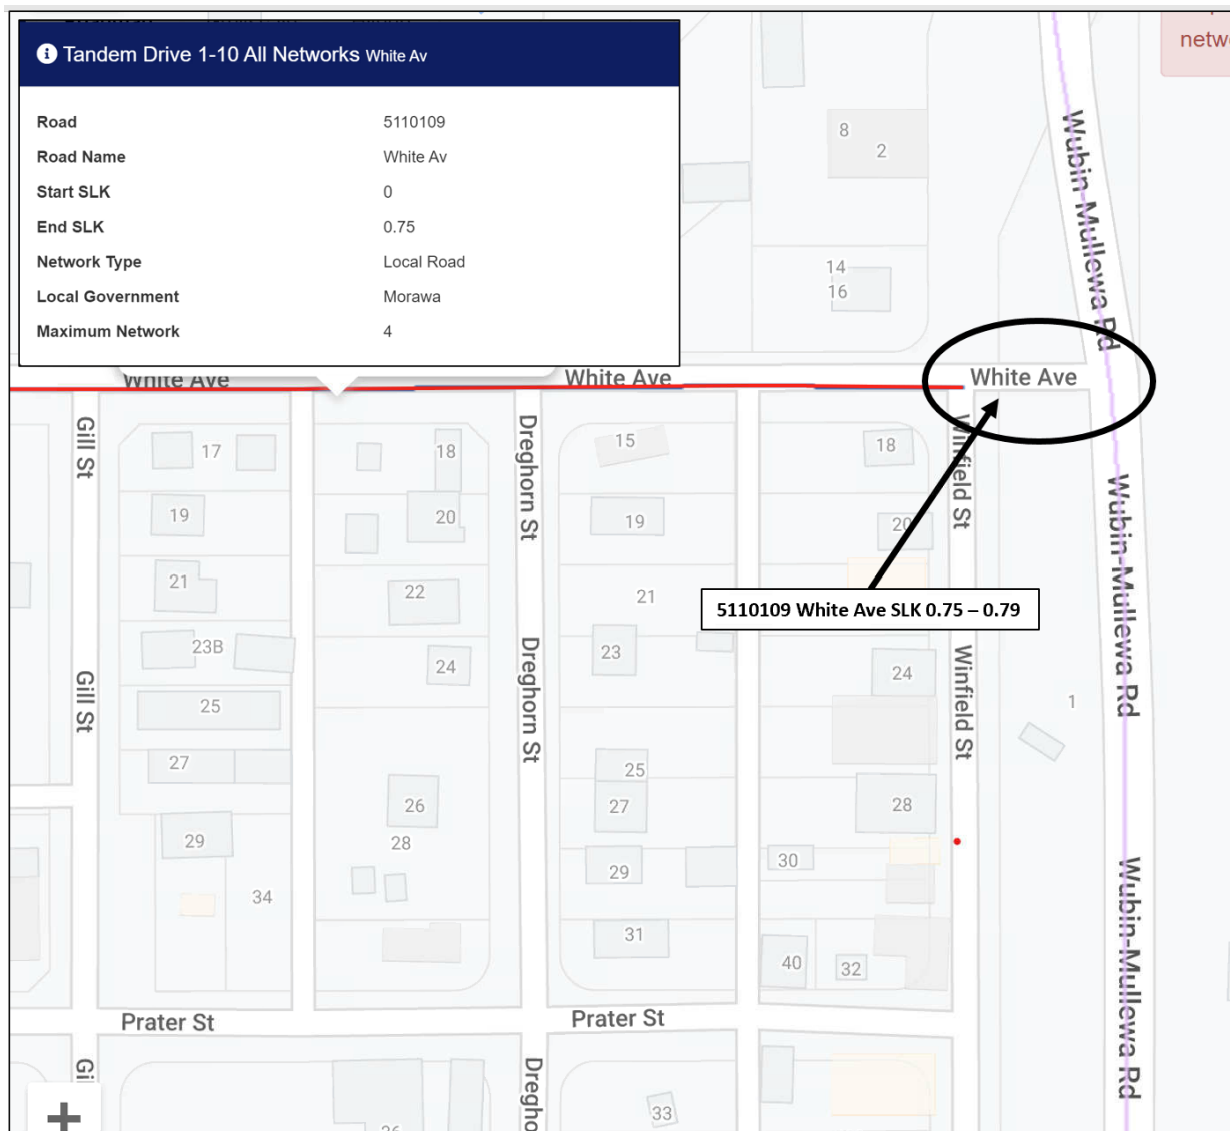 Tandem Drive 1-10 All Networks White Av
Road 5110109
Road Name White Av
Start SLK 0
End SLK 0.75
Network Type Local Road
Local Government Morawa
Maximum Network 4
netw
8
2
14
16
Wubin-Mullewa Rd
White Ave
White Ave
White Ave
Gill St
17
18
Dreghorn St
15
18
Winfield St
19
20
19
20
Wubin-Mullewa Rd
21
22
21
5110109 White Ave SLK 0.75 – 0.79
23B
24
23
24
Gill St
Dreghorn St
Winfield St
25
1
27
25
26
27
28
29
28
30
29
34
Wubin-Mullewa Rd
31
40
32
Prater St
Prater St
Gi
Dregho
33
+